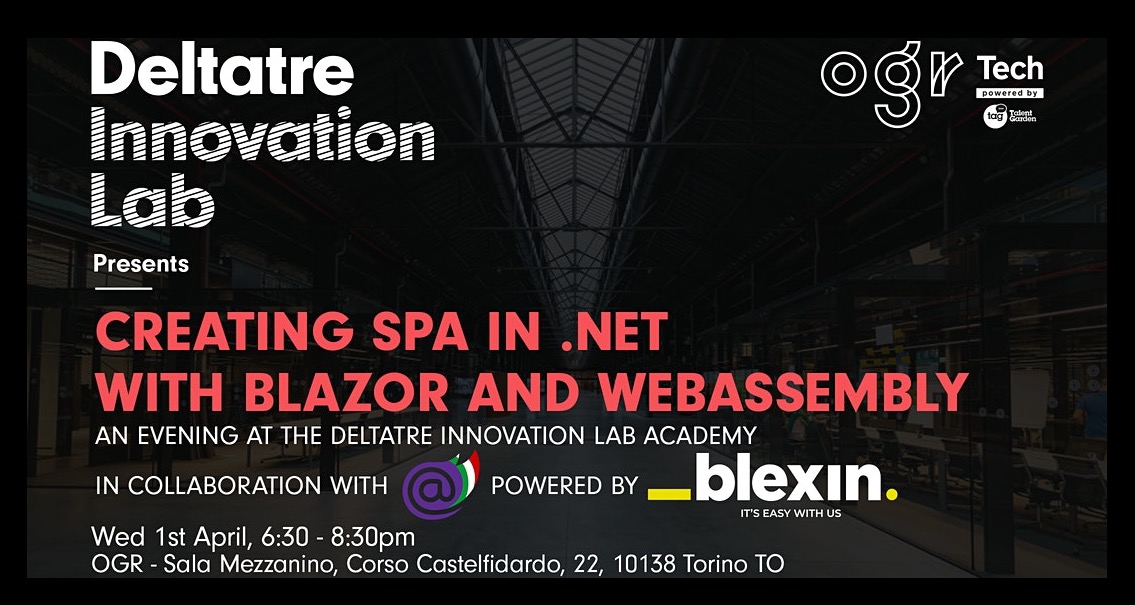 Deltatre
Innovation
Lab
ogr Tech
powered by
tag Talent
Garden
Presents
CREATING SPA IN .NET
WITH BLAZOR AND WEBASSEMBLY
AN EVENING AT THE DELTATRE INNOVATION LAB ACADEMY
IN COLLABORATION WITH @ POWERED BY blexin.
IT'S EASY WITH US
Wed 1st April, 6:30 - 8:30pm
OGR - Sala Mezzanino, Corso Castelfidardo, 22, 10138 Torino TO